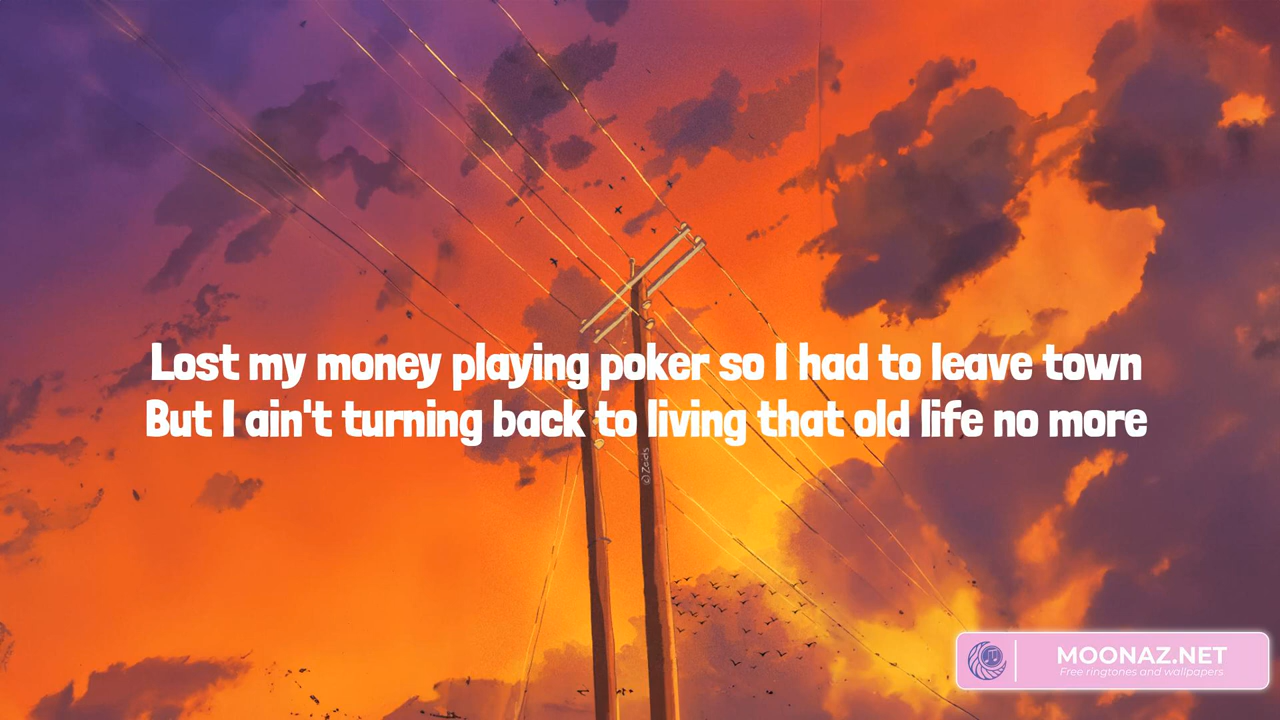 Lost my money playing poker so I had to leave town
But I ain't turning back to living that old life no more
© Zaids
MOONAZ.NET
Free ringtones and wallpapers